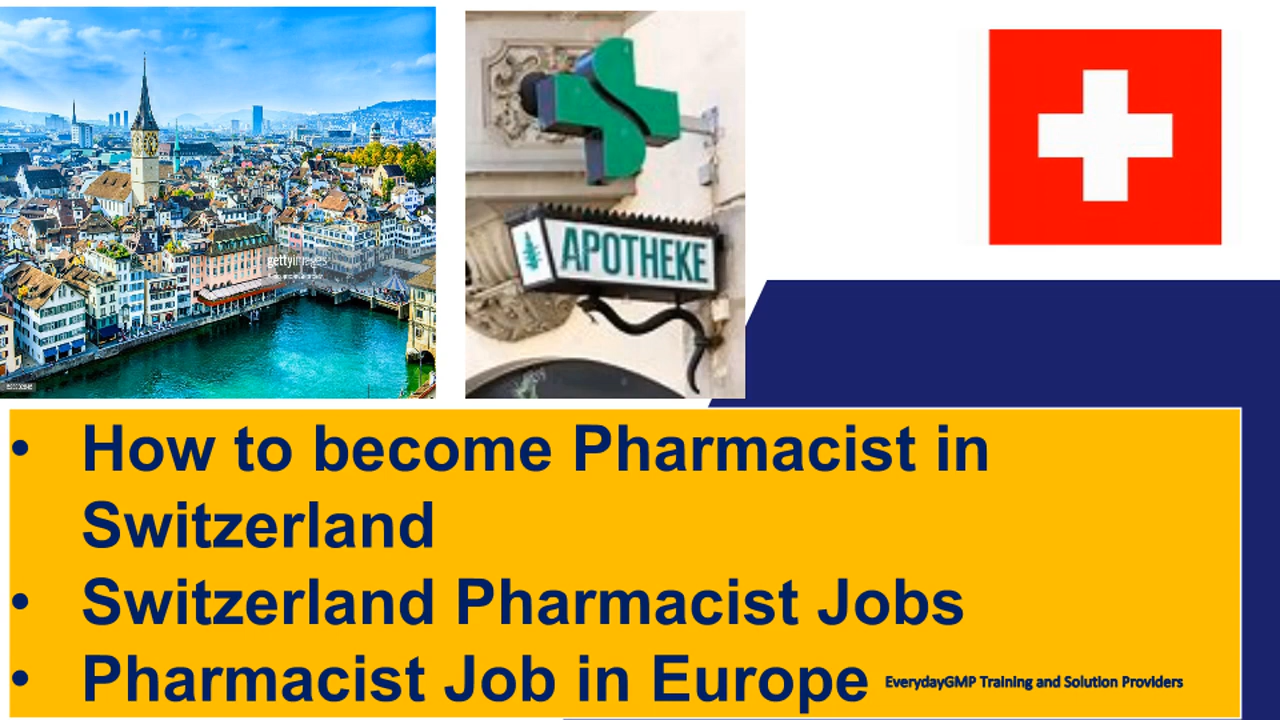 gettyimages
APOTHEKE
• How to become Pharmacist in
Switzerland
• Switzerland Pharmacist Jobs
• Pharmacist Job in Europe
EverydayGMP Training and Solution Providers